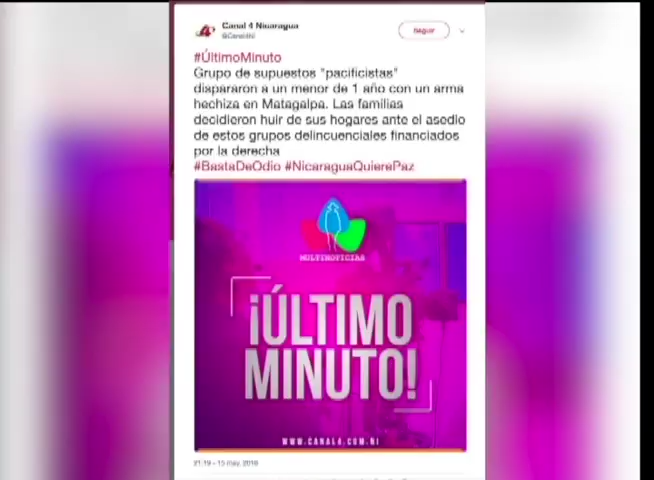 Canal 4 Nicaragua
@Canal4Ni
Seguir
#ÚltimoMinuto
Grupo de supuestos "pacificistas"
dispararon a un menor de 1 año con un arma
hechiza en Matagalpa. Las familias
decidieron huir de sus hogares ante el asedio
de estos grupos delincuenciales financiados
por la derecha
#BastaDeOdio #NicaraguaQuierePaz
MULTINOTICIAS
¡ÚLTIMO
MINUTO!
WWW.CANAL4.COM.NI
21:19 - 15 may. 2018